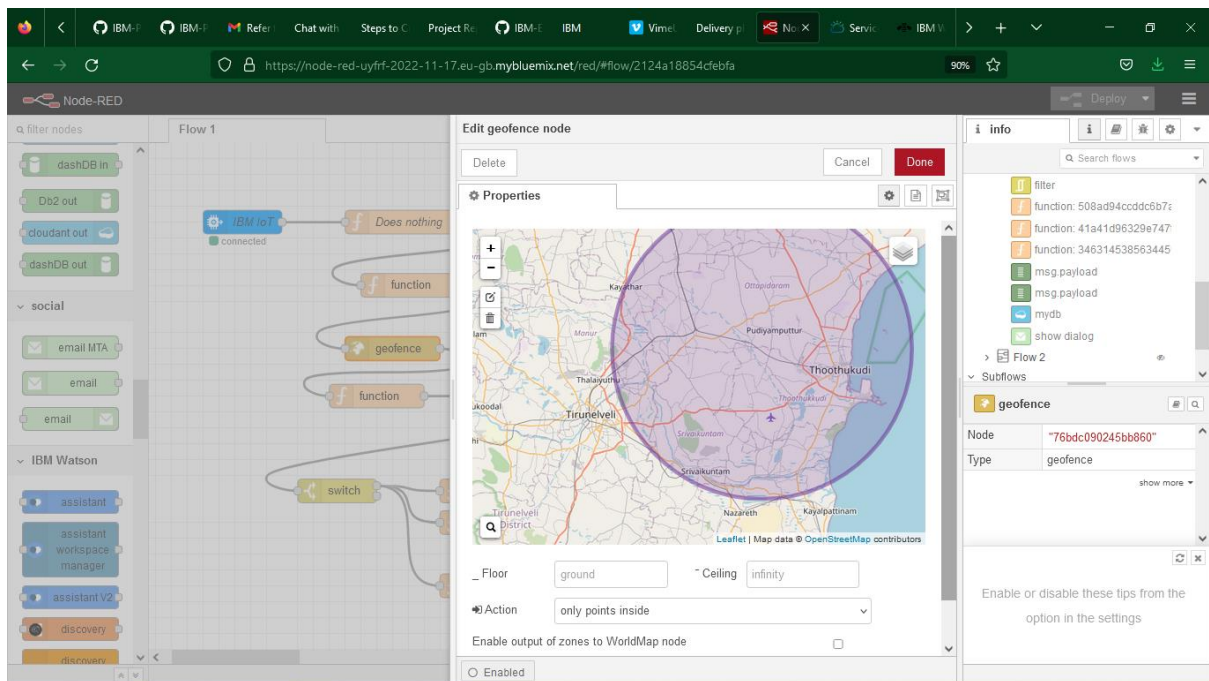 IBM-P
IBM-P
Refer
Chat with
Steps to C
Project Re
IBM-E
IBM
Vimeo
Delivery pl
Servic
IBM W
https://node-red-uyfrf-2022-11-17.eu-gb.mybluemix.net/red/#flow/2124a18854cfebfa
90%
Node-RED
Deploy
filter nodes
dashDB in
Db2 out
cloudant out
dashDB out
social
email MTA
email
email
IBM Watson
assistant
assistant
workspace
manager
assistant V2
discovery
discovery
Flow 1
IBM IoT
connected
Does nothing
function
geofence
function
switch
Edit geofence node
Delete
Cancel
Done
Properties
+
-
Kayathar
Ottapidaram
Manur
Pudiyamputtur
Thalaiyuthu
Thoothukudi
Thoothukkudi
Tirunelveli
Srivaikuntam
Srivaikuntam
Nazareth
Kayalpattinam
Tirunelveli
District
Leaflet | Map data © OpenStreetMap contributors
Floor
ground
Ceiling
infinity
Action
only points inside
Enable output of zones to WorldMap node
Enabled
i info
Search flows
filter
function: 508ad94ccddc6b7a
function: 41a41d96329e747
function: 346314538563445
msg.payload
msg.payload
mydb
show dialog
Flow 2
Subflows
geofence
Node
"76bdc090245bb860"
Type
geofence
show more
Enable or disable these tips from the
option in the settings